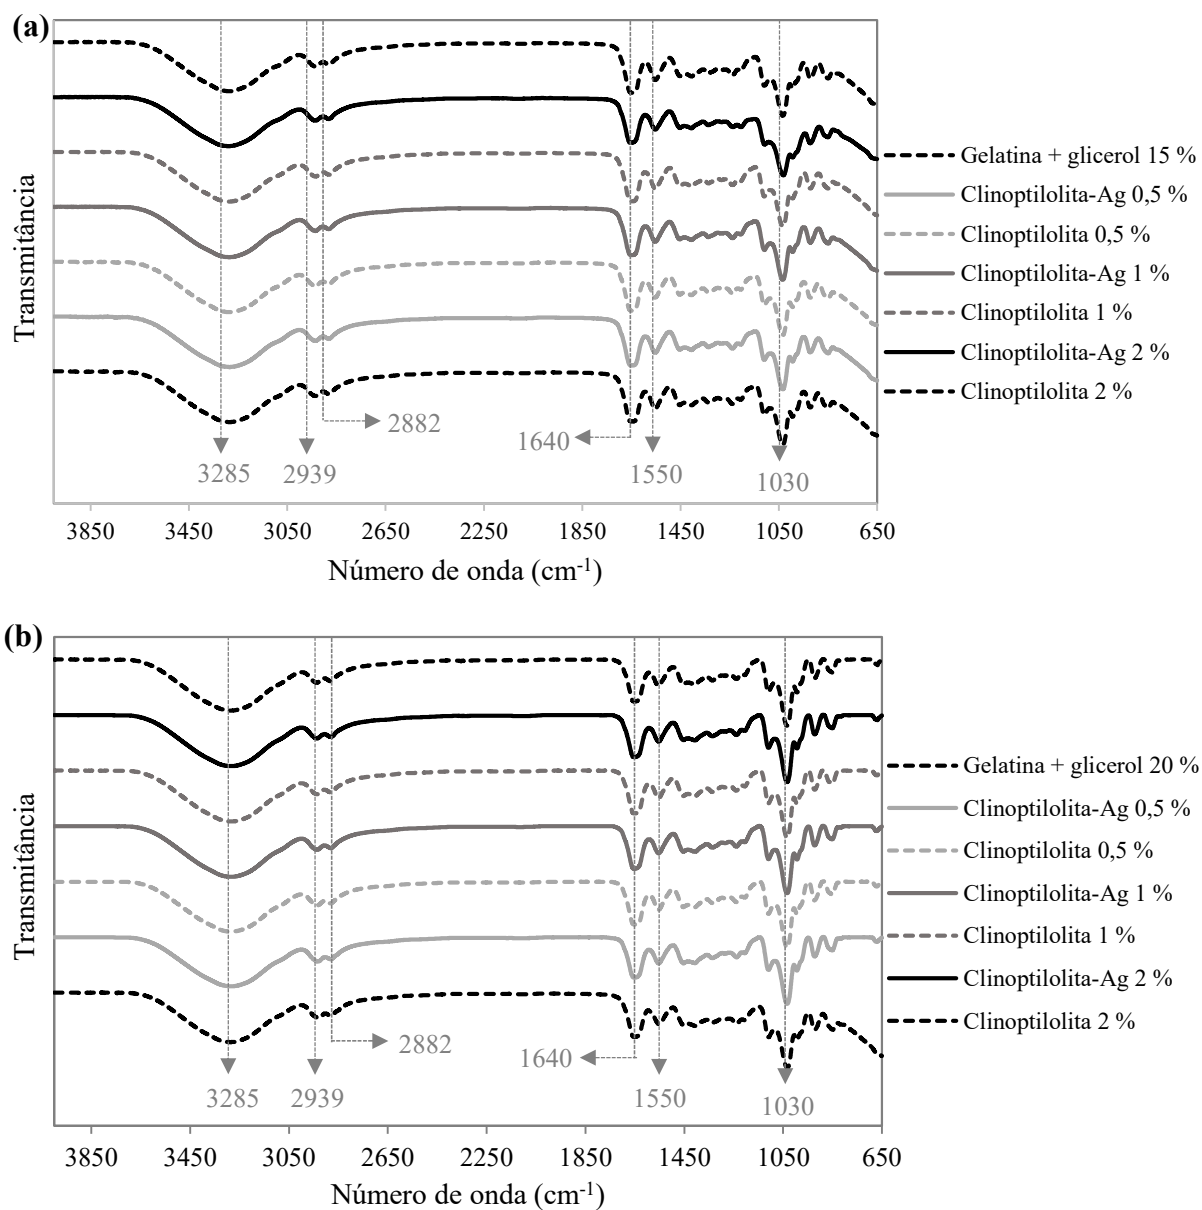 (a)
Transmitância
Gelatina + glicerol 15 %
Clinoptilolita-Ag 0,5 %
Clinoptilolita 0,5 %
Clinoptilolita-Ag 1 %
Clinoptilolita 1 %
Clinoptilolita-Ag 2 %
Clinoptilolita 2 %
2882
1640
3285 2939 1550 1030
3850 3450 3050 2650 2250 1850 1450 1050 650
Número de onda (cm-1)
(b)
Transmitância
Gelatina + glicerol 20 %
Clinoptilolita-Ag 0,5 %
Clinoptilolita 0,5 %
Clinoptilolita-Ag 1 %
Clinoptilolita 1 %
Clinoptilolita-Ag 2 %
Clinoptilolita 2 %
2882
1640
3285 2939 1550 1030
3850 3450 3050 2650 2250 1850 1450 1050 650
Número de onda (cm-1)